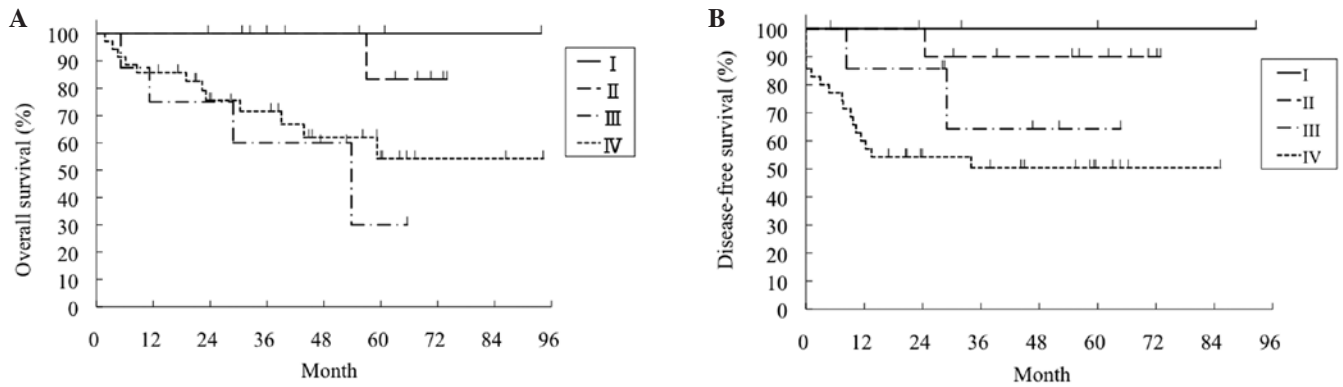 A
Overall survival (%)
100
90
80
70
60
50
40
30
20
10
0
0 12 24 36 48 60 72 84 96
Month
I
II
III
IV
B
Disease-free survival (%)
100
90
80
70
60
50
40
30
20
10
0
0 12 24 36 48 60 72 84 96
Month
I
II
III
IV